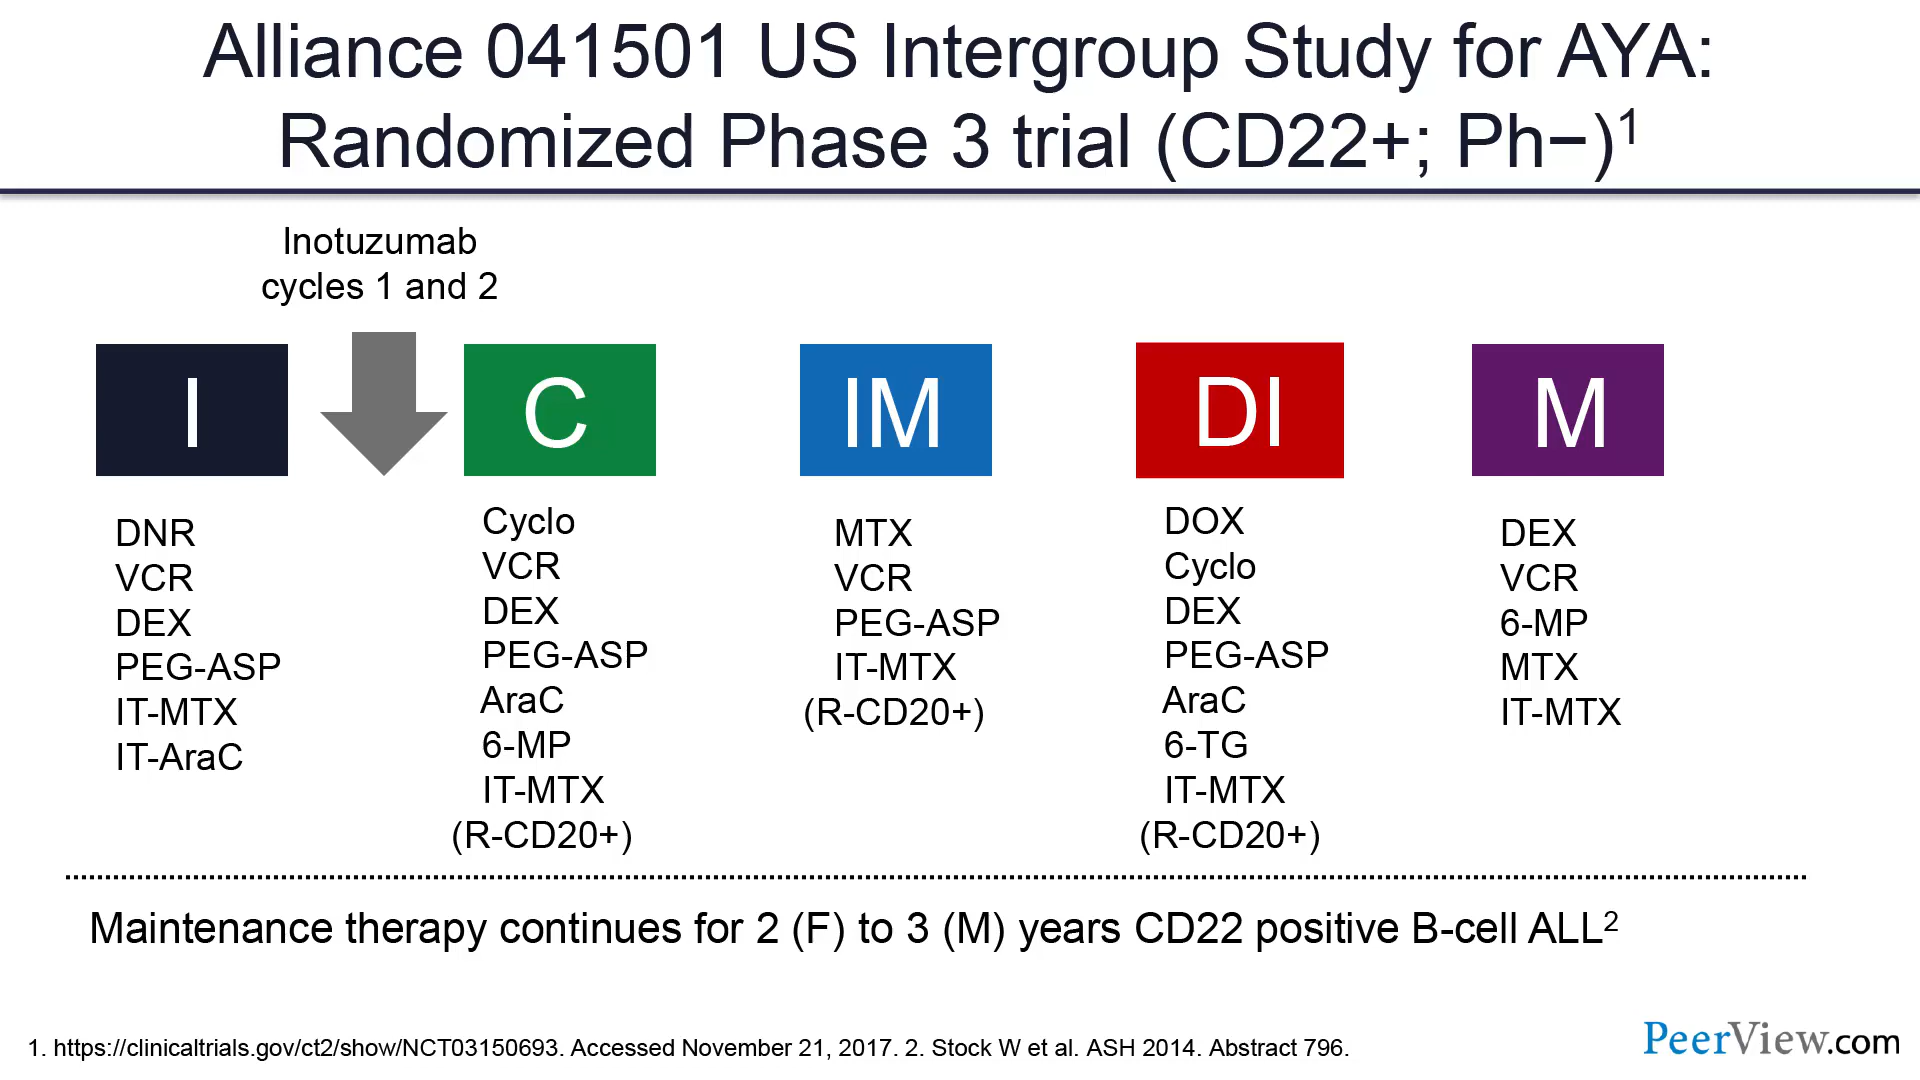 Alliance 041501 US Intergroup Study for AYA:
Randomized Phase 3 trial (CD22+; Ph−)1
Inotuzumab
cycles 1 and 2
I
DNR
VCR
DEX
PEG-ASP
IT-MTX
IT-AraC
C
Cyclo
VCR
DEX
PEG-ASP
AraC
6-MP
IT-MTX
(R-CD20+)
IM
MTX
VCR
PEG-ASP
IT-MTX
(R-CD20+)
DI
DOX
Cyclo
DEX
PEG-ASP
AraC
6-TG
IT-MTX
(R-CD20+)
M
DEX
VCR
6-MP
MTX
IT-MTX
Maintenance therapy continues for 2 (F) to 3 (M) years CD22 positive B-cell ALL2
1. https://clinicaltrials.gov/ct2/show/NCT03150693. Accessed November 21, 2017. 2. Stock W et al. ASH 2014. Abstract 796.
PeerView.com